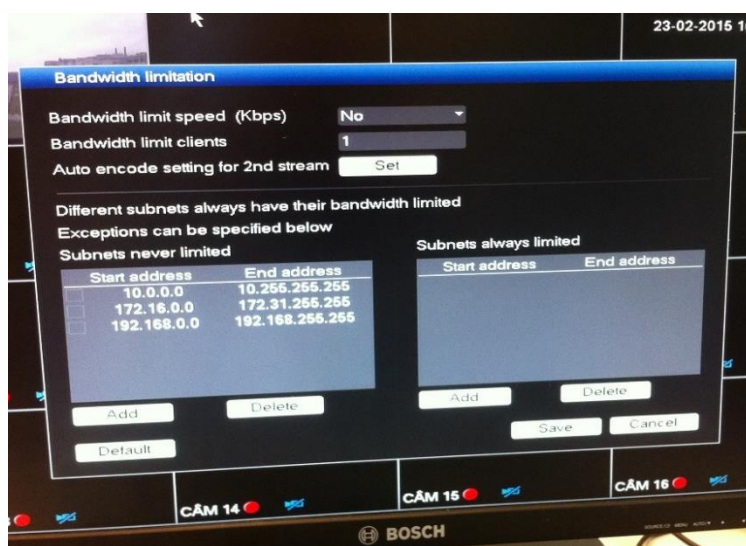 23-02-2015 1
Bandwidth limitation
Bandwidth limit speed (Kbps) No
Bandwidth limit clients 1
Auto encode setting for 2nd stream Set
Different subnets always have their bandwidth limited
Exceptions can be specified below
Subnets never limited
Start address End address
10.0.0.0 10.255.255.255
172.16.0.0 172.31.255.255
192.168.0.0 192.168.255.255
Add Delete
Default
Subnets always limited
Start address End address
Add Delete
Save Cancel
CÂM 14
CÂM 15
CÂM 16
BOSCH